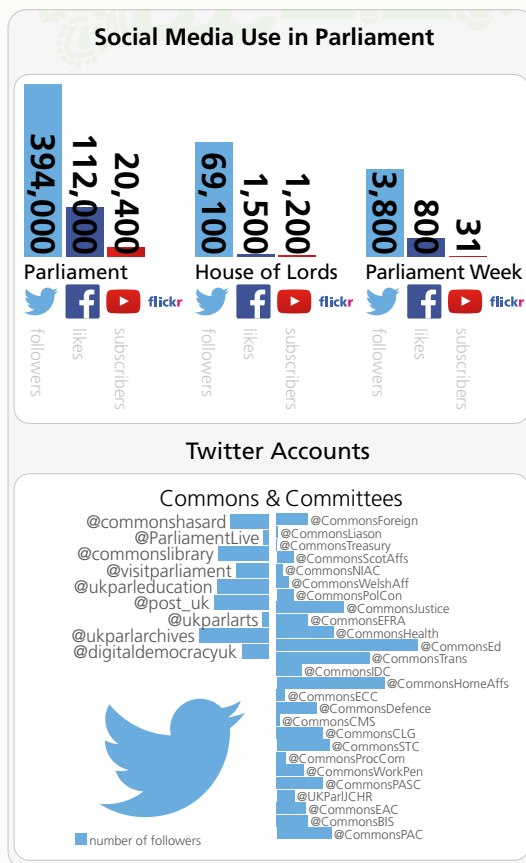 Social Media Use in Parliament
394,000
112,000
20,400
Parliament
flickr
followers
likes
subscribers
69,100
1,500
1,200
House of Lords
flickr
followers
likes
subscribers
3,800
800
31
Parliament Week
flickr
followers
likes
subscribers
Twitter Accounts
Commons & Committees
@commonshasard
@ParliamentLive
@commonslibrary
@visitparliament
@ukparleducation
@post_uk
@ukparlarts
@ukparlarchives
@digitaldemocracyuk
@CommonsForeign
@CommonsLiason
@CommonsTreasury
@CommonsScotAffs
@CommonsNIAC
@CommonsWelshAff
@CommonsPolCon
@CommonsJustice
@CommonsEFRA
@CommonsHealth
@CommonsEd
@CommonsTrans
@CommonsIDC
@CommonsHomeAffs
@CommonsECC
@CommonsDefence
@CommonsCMS
@CommonsCLG
@CommonsSTC
@CommonsProcCom
@CommonsWorkPen
@CommonsPASC
@UKParlJCHR
@CommonsEAC
@CommonsBIS
@CommonsPAC
number of followers